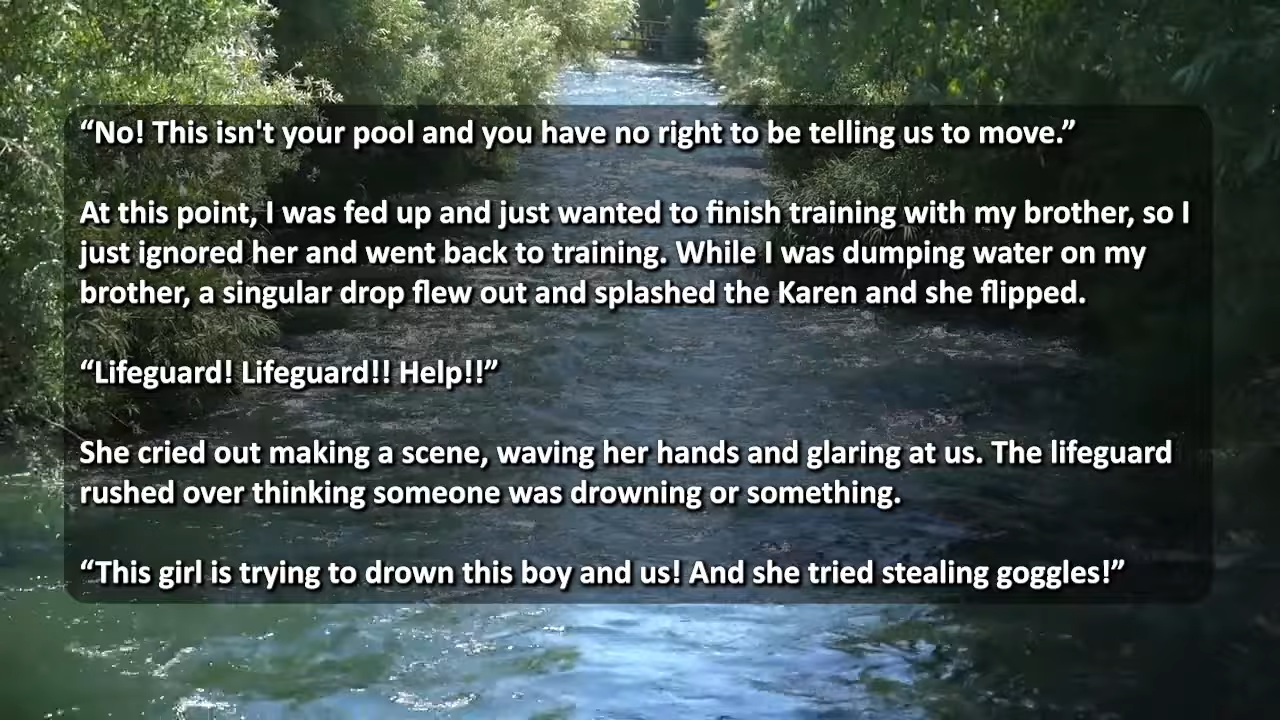 “No! This isn't your pool and you have no right to be telling us to move.”
At this point, I was fed up and just wanted to finish training with my brother, so I
just ignored her and went back to training. While I was dumping water on my
brother, a singular drop flew out and splashed the Karen and she flipped.
“Lifeguard! Lifeguard!! Help!!”
She cried out making a scene, waving her hands and glaring at us. The lifeguard
rushed over thinking someone was drowning or something.
“This girl is trying to drown this boy and us! And she tried stealing goggles!”